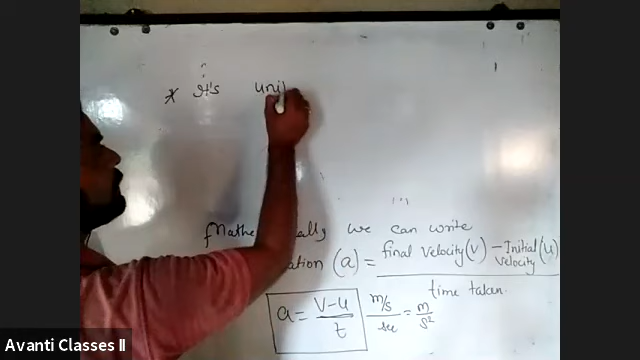 * It's unit
Mathe ally we can write
ation (a) = final velocity (v) - Initial velocity (u)
time taken.
a = v-u / t m/s / sec = m / s²
Avanti Classes II